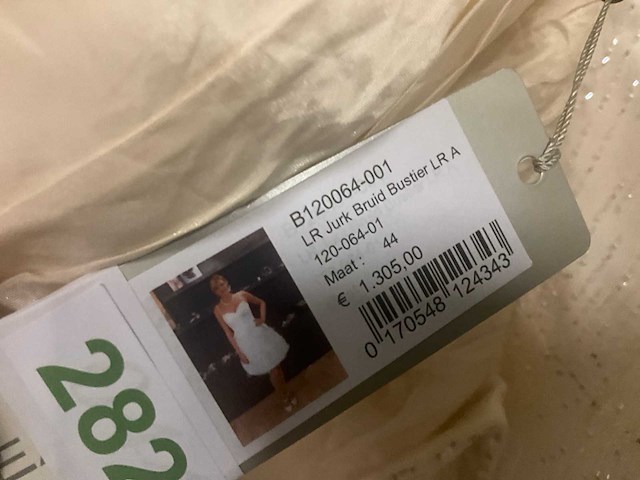 B120064-001
LR Jurk Bruid Bustier LR A
120-064-01
Maat : 44
€ 1.305,00
0 170548 124343
282